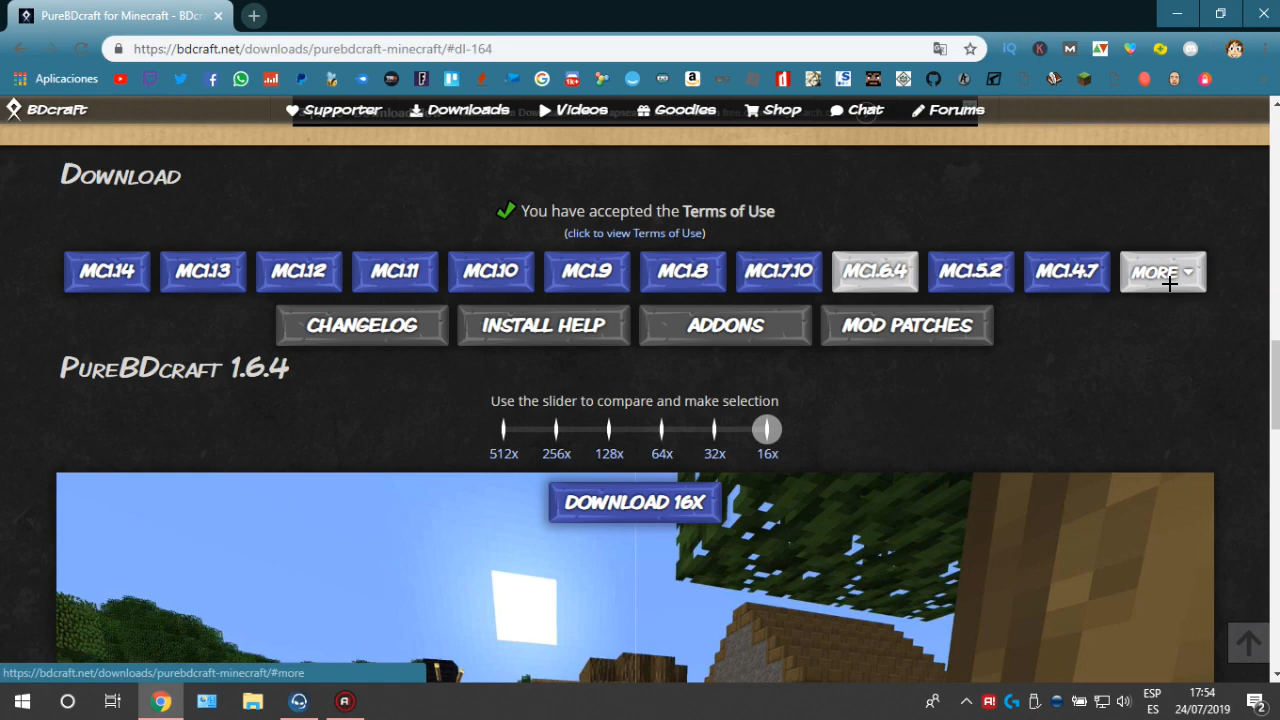 PureBDcraft for Minecraft - BDcr
https://bdcraft.net/downloads/purebdcraft-minecraft/#dl-164
Aplicaciones
BDcraft
Supporter
Downloads
Videos
Goodies
Shop
Chat
Forums
Download
You have accepted the Terms of Use
(click to view Terms of Use)
MC1.14
MC1.13
MC1.12
MC1.11
MC1.10
MC1.9
MC1.8
MC1.7.10
MC1.6.4
MC1.5.2
MC1.4.7
MORE
CHANGELOG
INSTALL HELP
ADDONS
MOD PATCHES
PureBDcraft 1.6.4
Use the slider to compare and make selection
512x
256x
128x
64x
32x
16x
DOWNLOAD 16X
https://bdcraft.net/downloads/purebdcraft-minecraft/#more
ESP
ES
17:54
24/07/2019
2